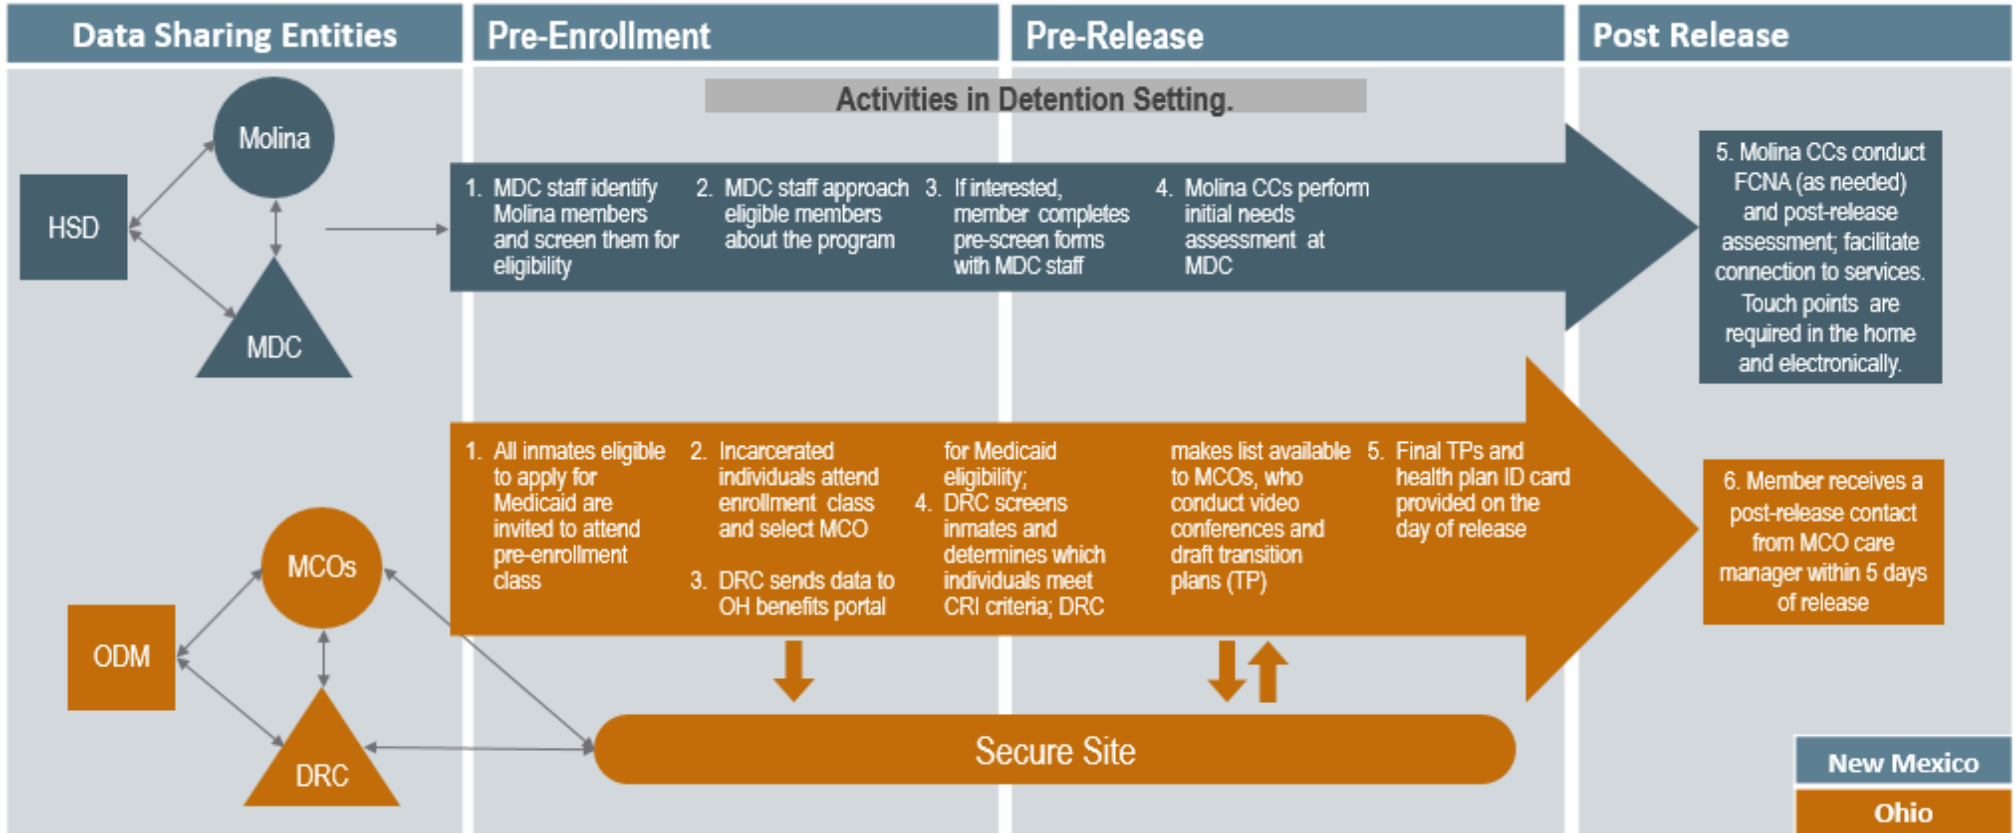 Data Sharing Entities
Pre-Enrollment
Pre-Release
Post Release
Activities in Detention Setting.
Molina
HSD
MDC
1. MDC staff identify
Molina members
and screen them for
eligibility
2. MDC staff approach
eligible members
about the program
3. If interested,
member completes
pre-screen forms
with MDC staff
4. Molina CCs perform
initial needs
assessment at
MDC
5. Molina CCs conduct
FCNA (as needed)
and post-release
assessment; facilitate
connection to services.
Touch points are
required in the home
and electronically.
MCOs
ODM
DRC
1. All inmates eligible
to apply for
Medicaid are
invited to attend
pre-enrollment
class
2. Incarcerated
individuals attend
enrollment class
and select MCO
3. DRC sends data to
OH benefits portal
for Medicaid
eligibility;
4. DRC screens
inmates and
determines which
individuals meet
CRI criteria; DRC
makes list available
to MCOs, who
conduct video
conferences and
draft transition
plans (TP)
5. Final TPs and
health plan ID card
provided on the
day of release
6. Member receives a
post-release contact
from MCO care
manager within 5 days
of release
Secure Site
New Mexico
Ohio